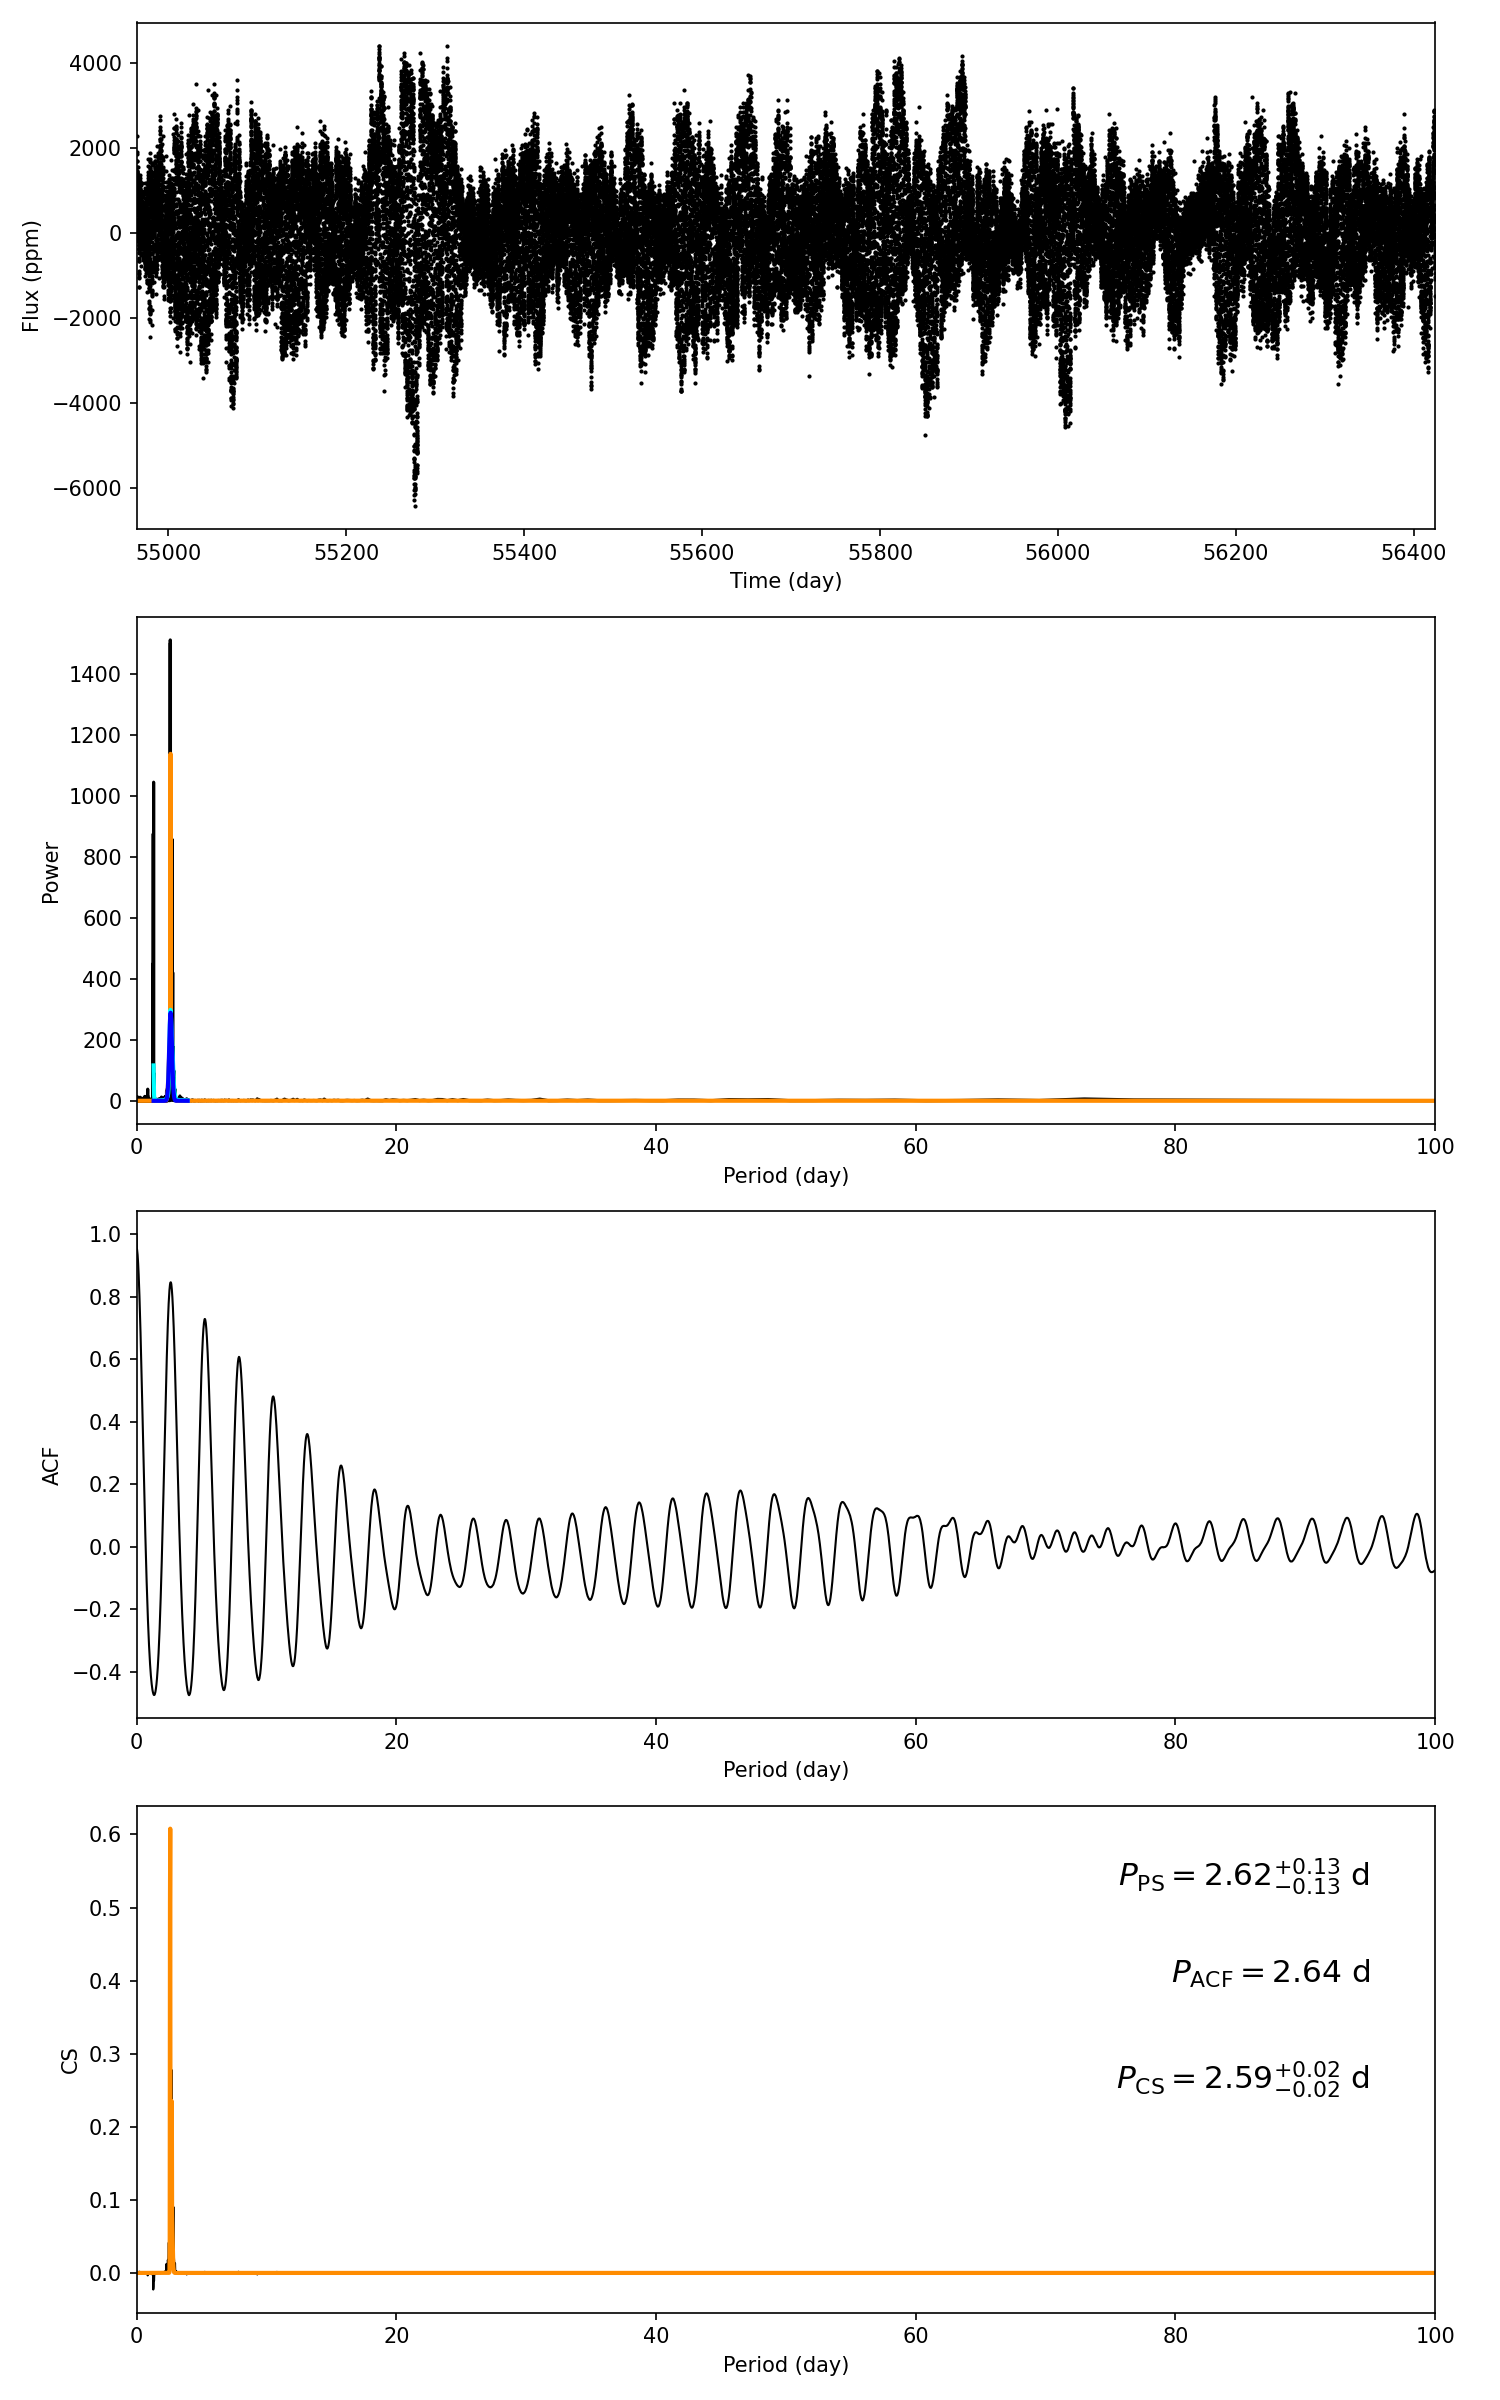 4000
2000
0
−2000
−4000
−6000
Flux (ppm)
55000 55200 55400 55600 55800 56000 56200 56400
Time (day)
1400
1200
1000
800
600
400
200
0
Power
0 20 40 60 80 100
Period (day)
1.0
0.8
0.6
0.4
0.2
0.0
−0.2
−0.4
ACF
0 20 40 60 80 100
Period (day)
0.6
0.5
0.4
0.3
0.2
0.1
0.0
CS
P_PS = 2.62^{+0.13}_{−0.13} d
P_ACF = 2.64 d
P_CS = 2.59^{+0.02}_{−0.02} d
0 20 40 60 80 100
Period (day)